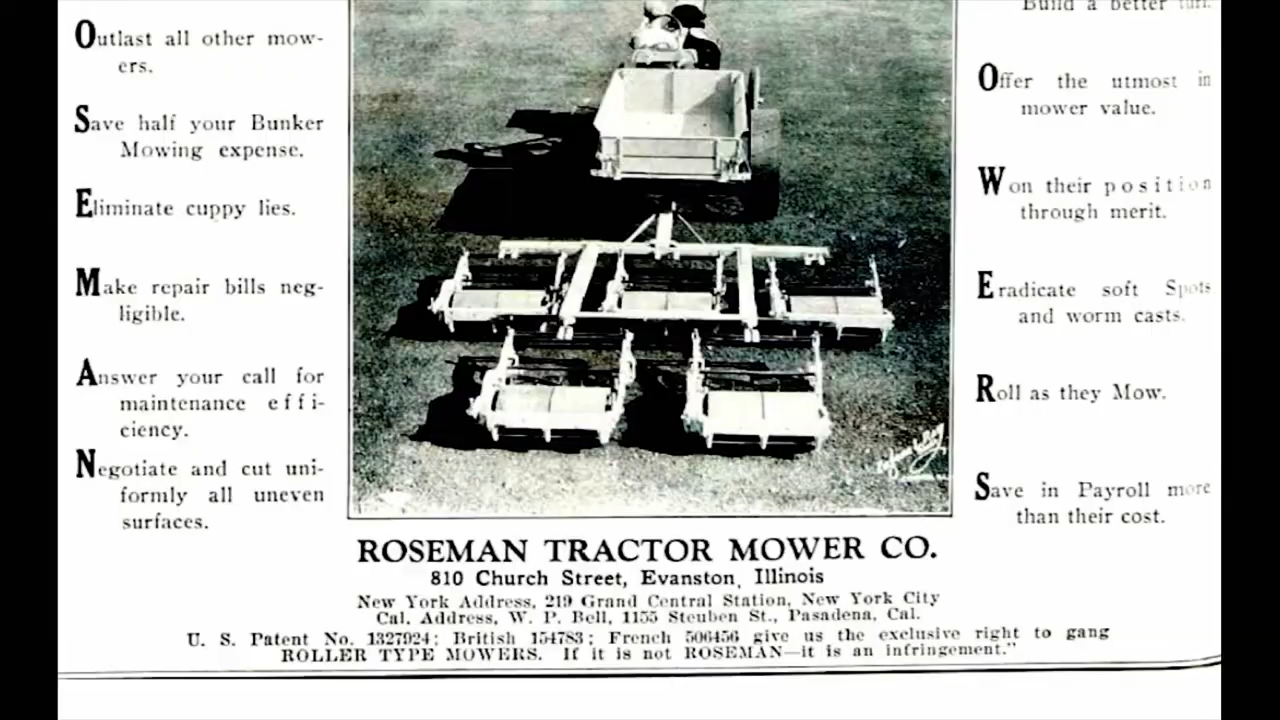 Outlast all other mow-
ers.
Save half your Bunker
Mowing expense.
Eliminate cuppy lies.
Make repair bills neg-
ligible.
Answer your call for
maintenance effi-
ciency.
Negotiate and cut uni-
formly all uneven
surfaces.
Build a better turf.
Offer the utmost in
mower value.
Won their position
through merit.
Eradicate soft Spots
and worm casts.
Roll as they Mow.
Save in Payroll more
than their cost.
ROSEMAN TRACTOR MOWER CO.
810 Church Street, Evanston, Illinois
New York Address, 219 Grand Central Station, New York City
Cal. Address, W. P. Bell, 1155 Steuben St., Pasadena, Cal.
U. S. Patent No. 1327924; British 154783; French 506456 give us the exclusive right to gang
ROLLER TYPE MOWERS. If it is not ROSEMAN—it is an infringement."